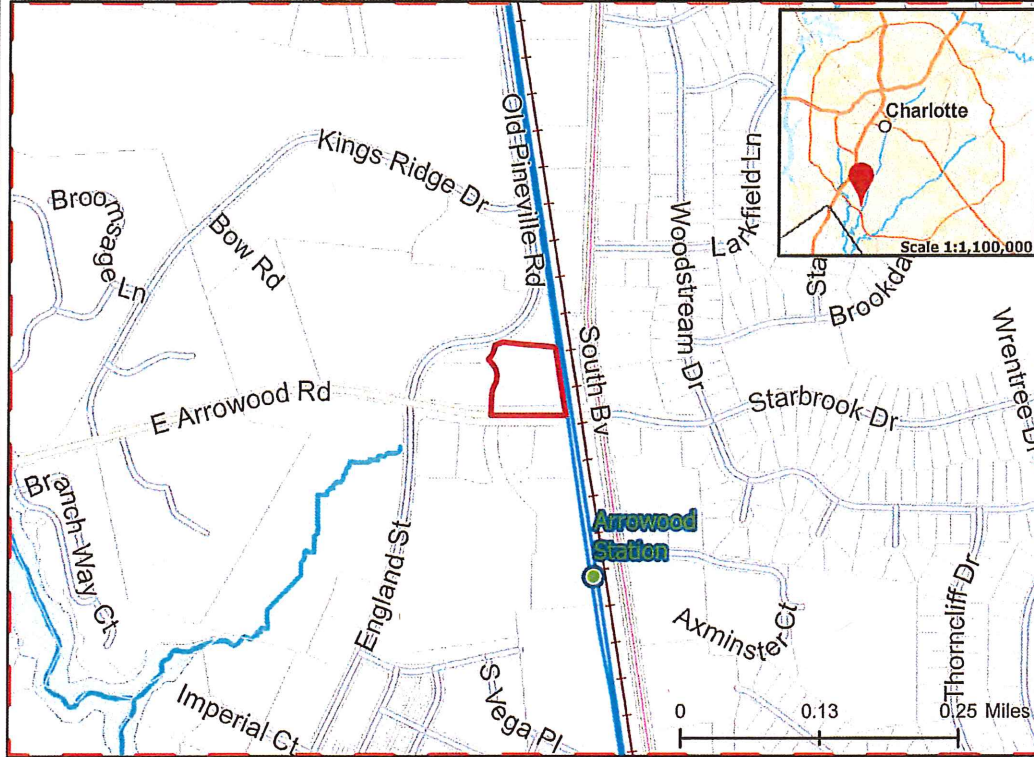 Charlotte
Scale 1:1,100,000
Old Pineville Rd
Kings Ridge Dr
Larkfield Ln
Woodstream Dr
Broomsage Ln
Bow Rd
Sta
Brookda
South Bv
Wrentree Dr
E Arrowood Rd
Starbrook Dr
Branch Way Ct
Arrowood
Station
England St
Axminster Ct
Thorncliff Dr
S Vega Pl
Imperial Ct
0 0.13 0.25 Miles